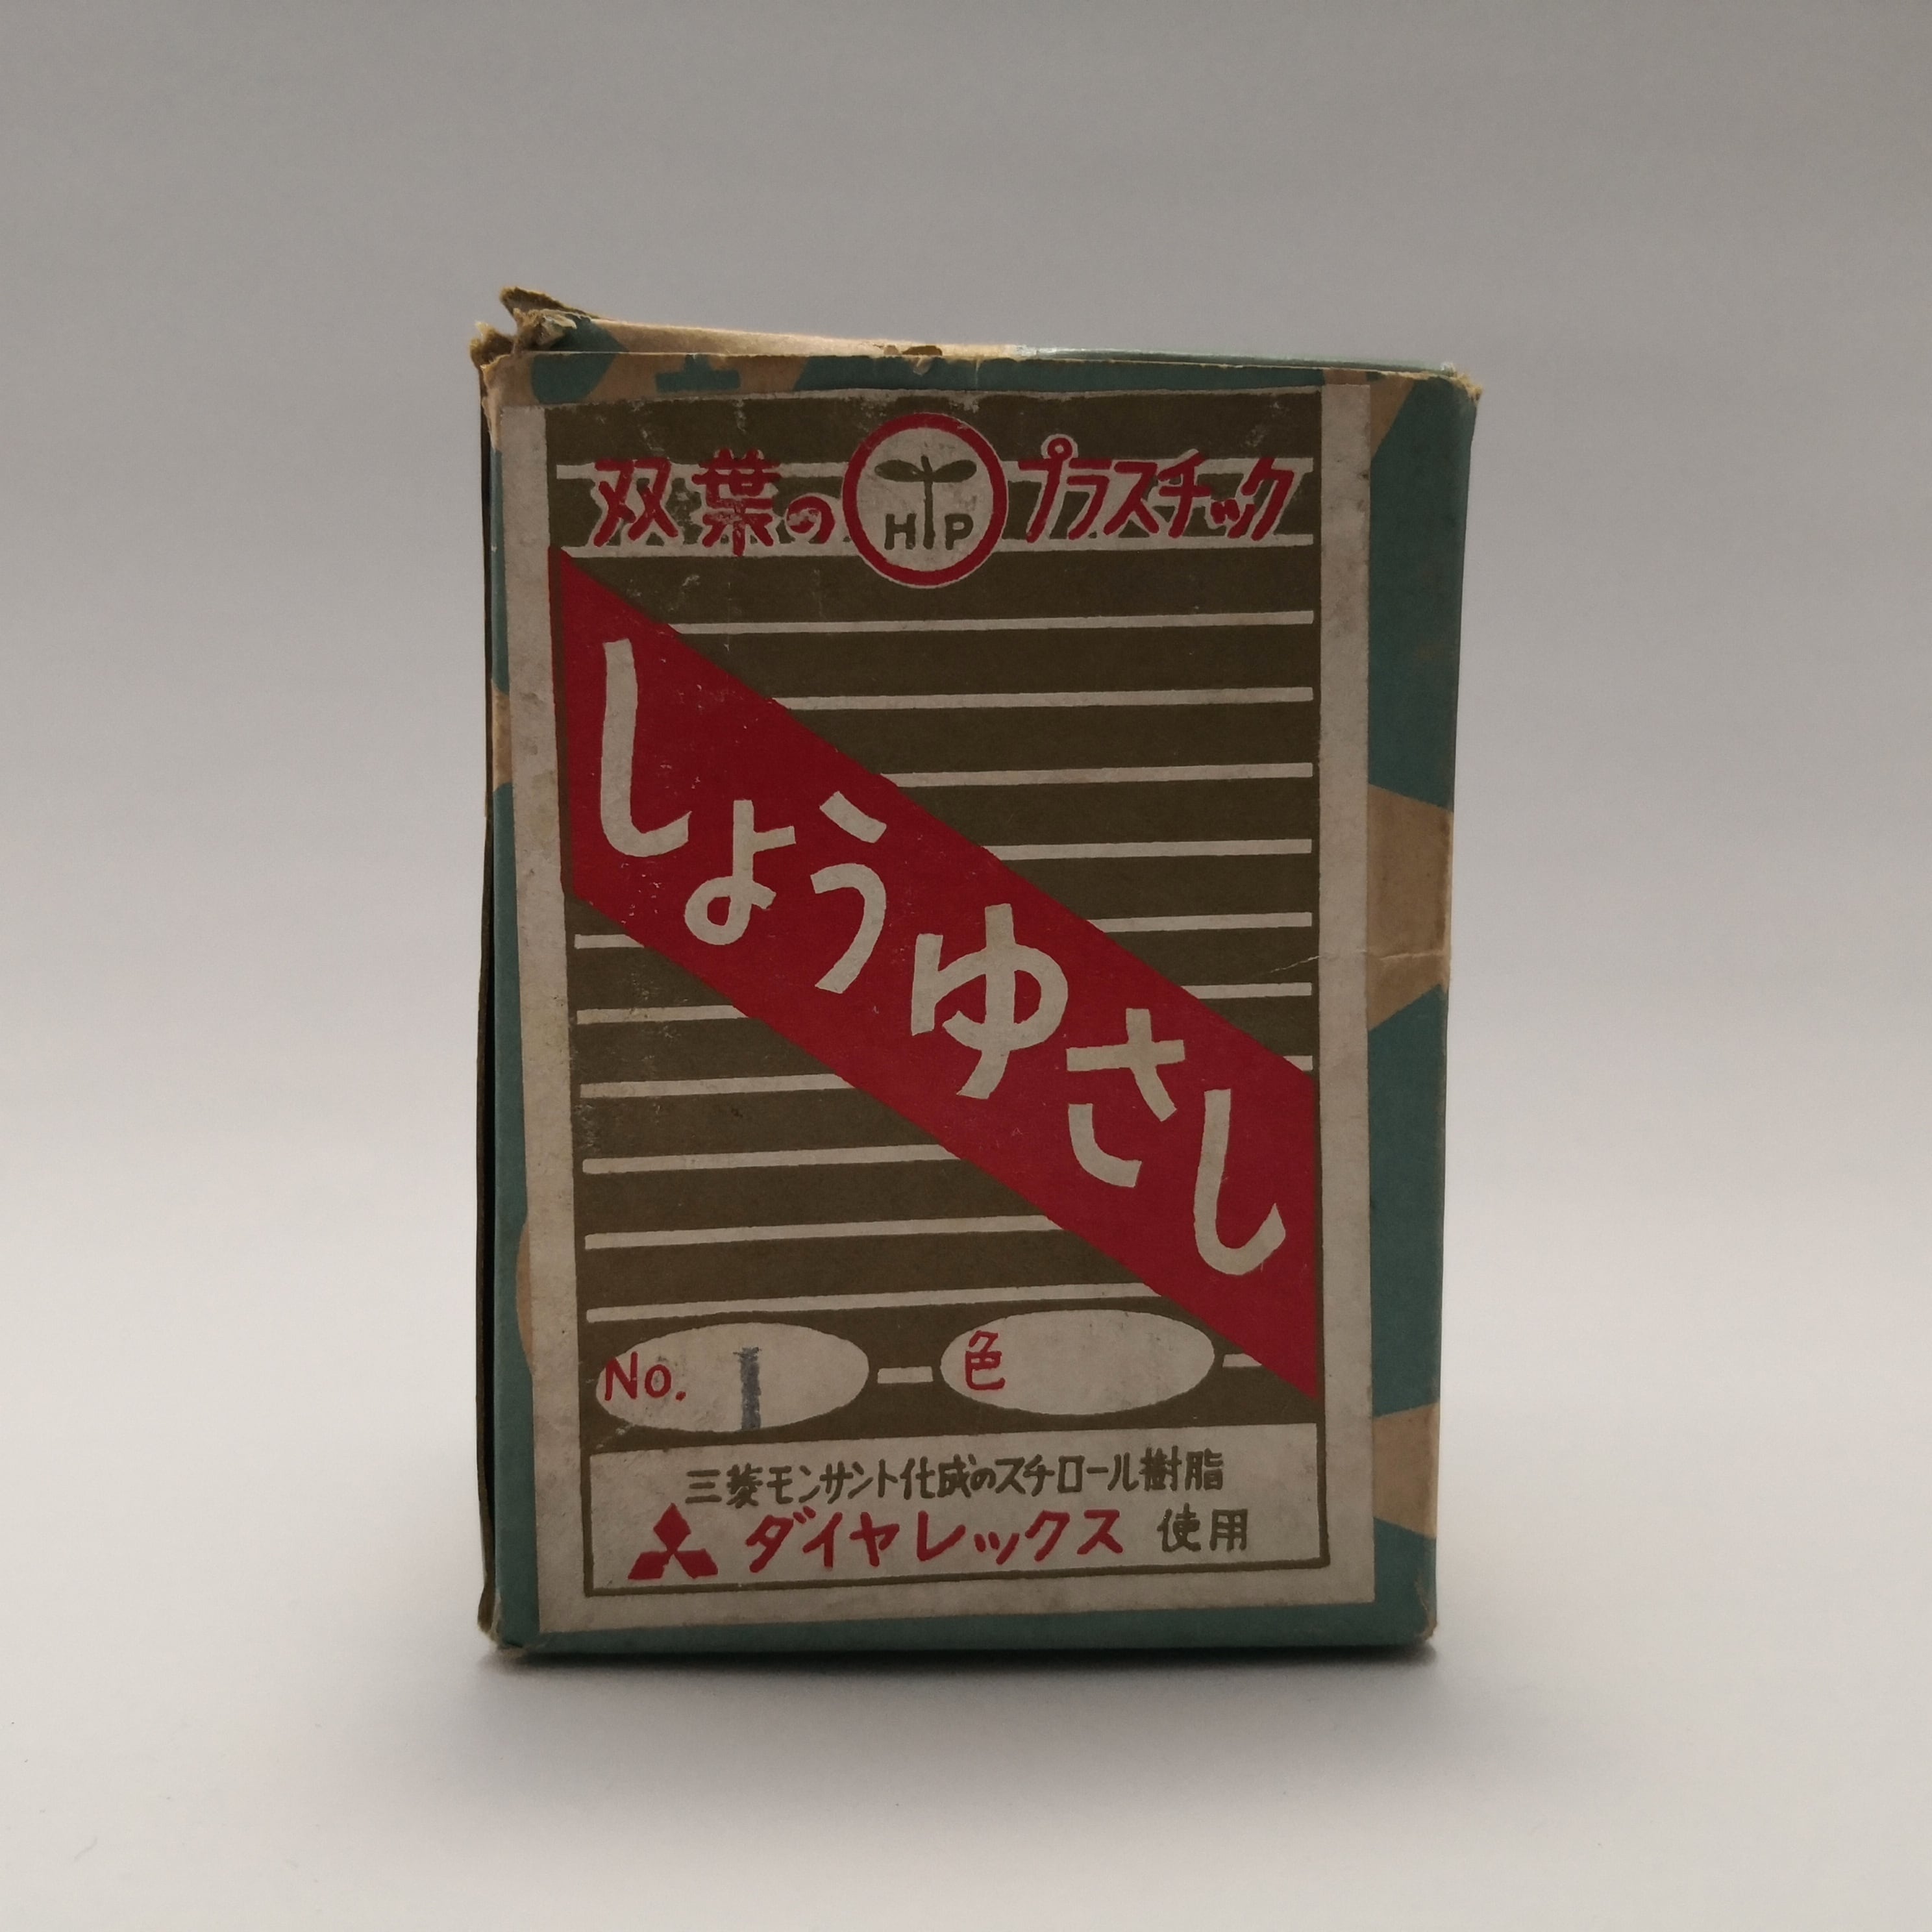 双葉の HP プラスチック
しょうゆさし
No. 1 色
三菱モンサント化成のスチロール樹脂
ダイヤレックス 使用